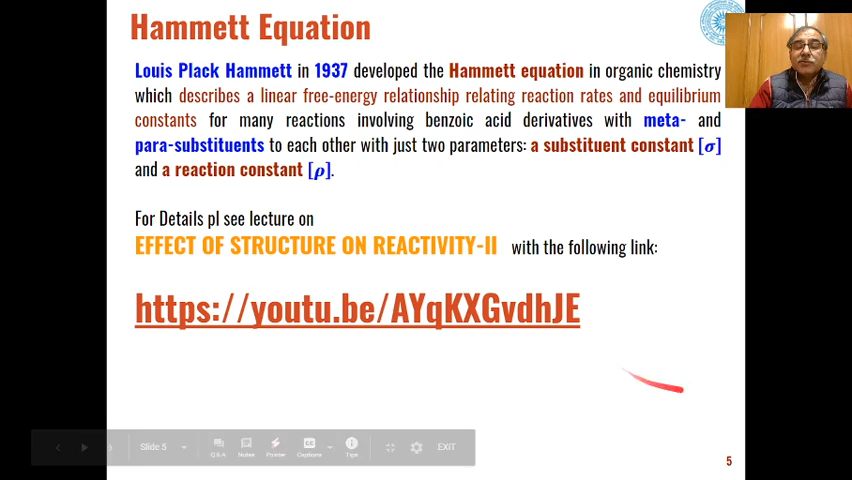 Hammett Equation
Louis Plack Hammett in 1937 developed the Hammett equation in organic chemistry
which describes a linear free-energy relationship relating reaction rates and equilibrium
constants for many reactions involving benzoic acid derivatives with meta- and
para-substituents to each other with just two parameters: a substituent constant [σ]
and a reaction constant [ρ].
For Details pl see lecture on
EFFECT OF STRUCTURE ON REACTIVITY-II with the following link:
https://youtu.be/AYqKXGvdhJE
Slide 5
Q&A
Notes
Pointer
Captions
Tips
EXIT
5